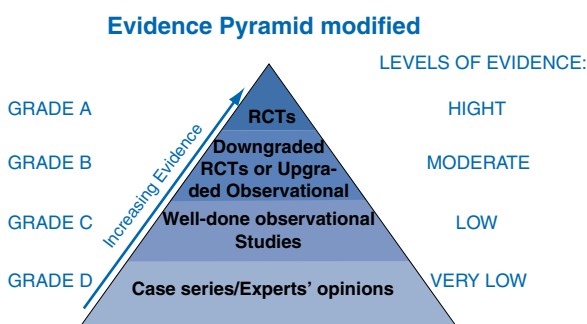 Evidence Pyramid modified
LEVELS OF EVIDENCE:
GRADE A
RCTs
HIGHT
Increasing Evidence
GRADE B
Downgraded
RCTs or Upgra-
ded Observational
MODERATE
GRADE C
Well-done observational
Studies
LOW
GRADE D
Case series/Experts' opinions
VERY LOW